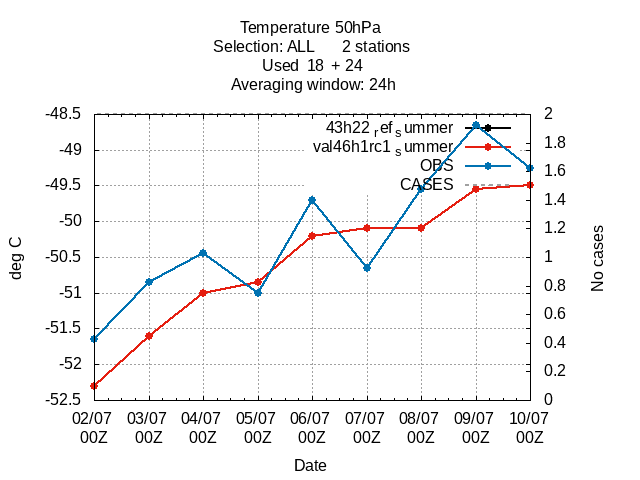 Temperature 50hPa
Selection: ALL 2 stations
Used 18 + 24
Averaging window: 24h
-48.5
-49
-49.5
-50
-50.5
-51
-51.5
-52
-52.5
deg C
2
1.8
1.6
1.4
1.2
1
0.8
0.6
0.4
0.2
0
No cases
43h22refsummer
val46h1rc1summer
OBS
CASES
02/07 03/07 04/07 05/07 06/07 07/07 08/07 09/07 10/07
00Z 00Z 00Z 00Z 00Z 00Z 00Z 00Z 00Z
Date